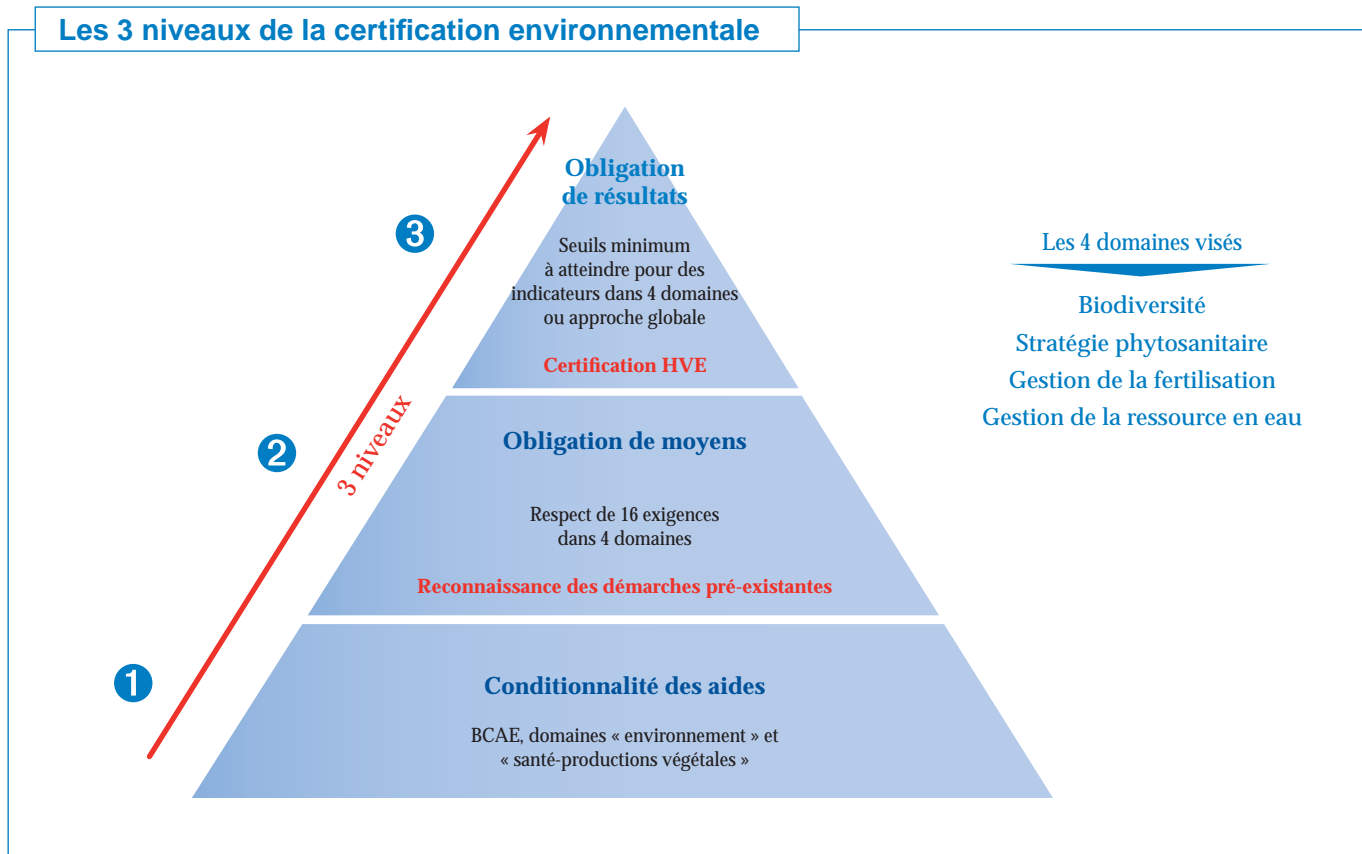 Les 3 niveaux de la certification environnementale
3
Obligation
de résultats
Seuils minimum
à atteindre pour des
indicateurs dans 4 domaines
ou approche globale
Certification HVE
2
3 niveaux
Obligation de moyens
Respect de 16 exigences
dans 4 domaines
Reconnaissance des démarches pré-existantes
1
Conditionnalité des aides
BCAE, domaines « environnement » et
« santé-productions végétales »
Les 4 domaines visés
Biodiversité
Stratégie phytosanitaire
Gestion de la fertilisation
Gestion de la ressource en eau